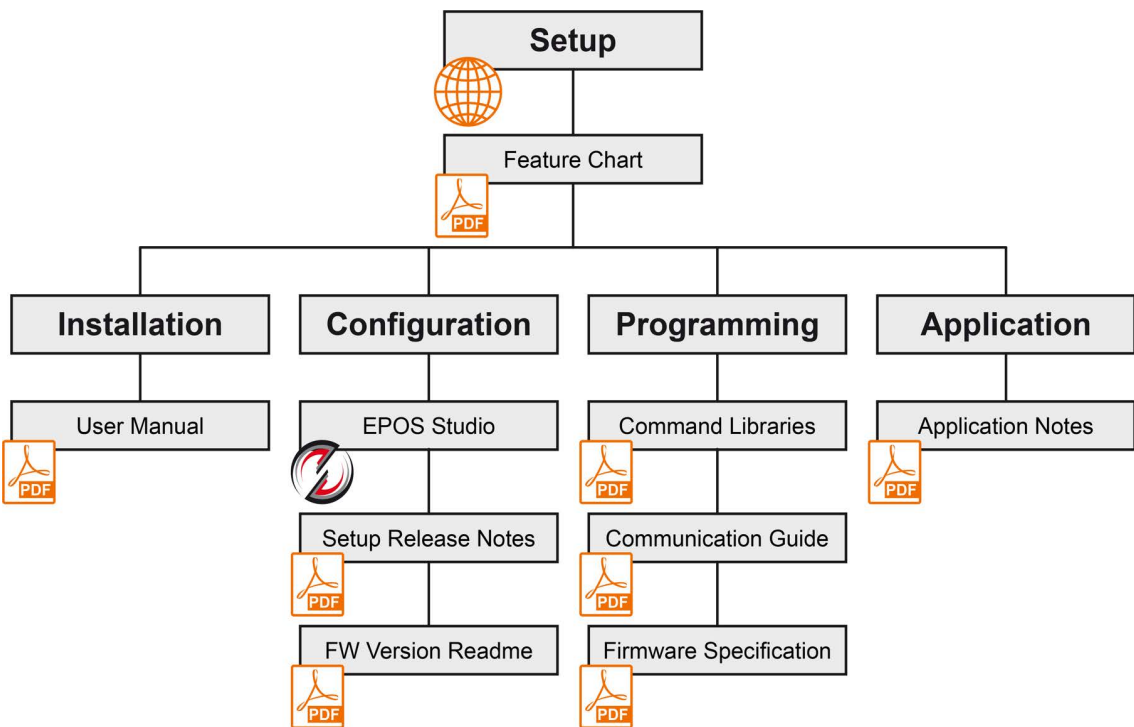 Setup
Feature Chart
PDF
Installation
Configuration
Programming
Application
User Manual
EPOS Studio
Command Libraries
Application Notes
PDF
PDF
PDF
Setup Release Notes
Communication Guide
PDF
PDF
FW Version Readme
Firmware Specification
PDF
PDF